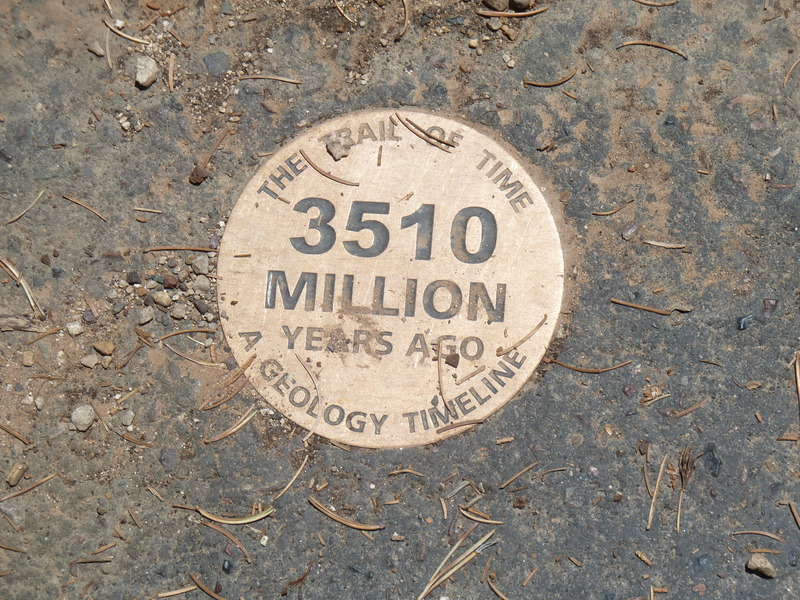 THE TRAIL OF TIME
3510
MILLION
YEARS AGO
A GEOLOGY TIMELINE